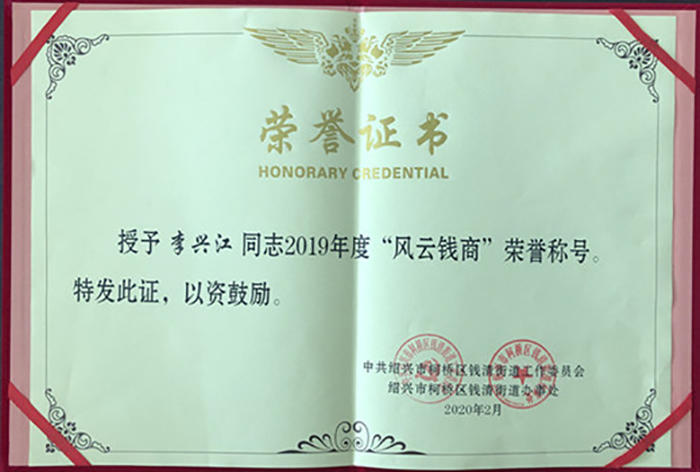 荣誉证书
HONORARY CREDENTIAL
授予 李兴江 同志2019年度“风云钱商”荣誉称号。
特发此证，以资鼓励。
中共绍兴市柯桥区钱清街道工作委员会
绍兴市柯桥区钱清街道办事处
2020年2月